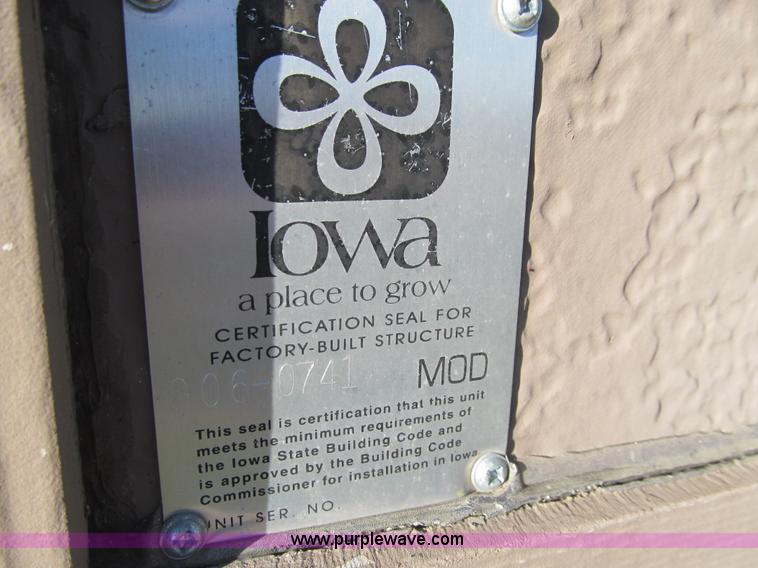 Iowa
a place to grow
CERTIFICATION SEAL FOR
FACTORY-BUILT STRUCTURE
006-0741 MOD
This seal is certification that this unit
meets the minimum requirements of
the Iowa State Building Code and
is approved by the Building Code
Commissioner for installation in Iowa
UNIT SER. NO.
www.purplewave.com